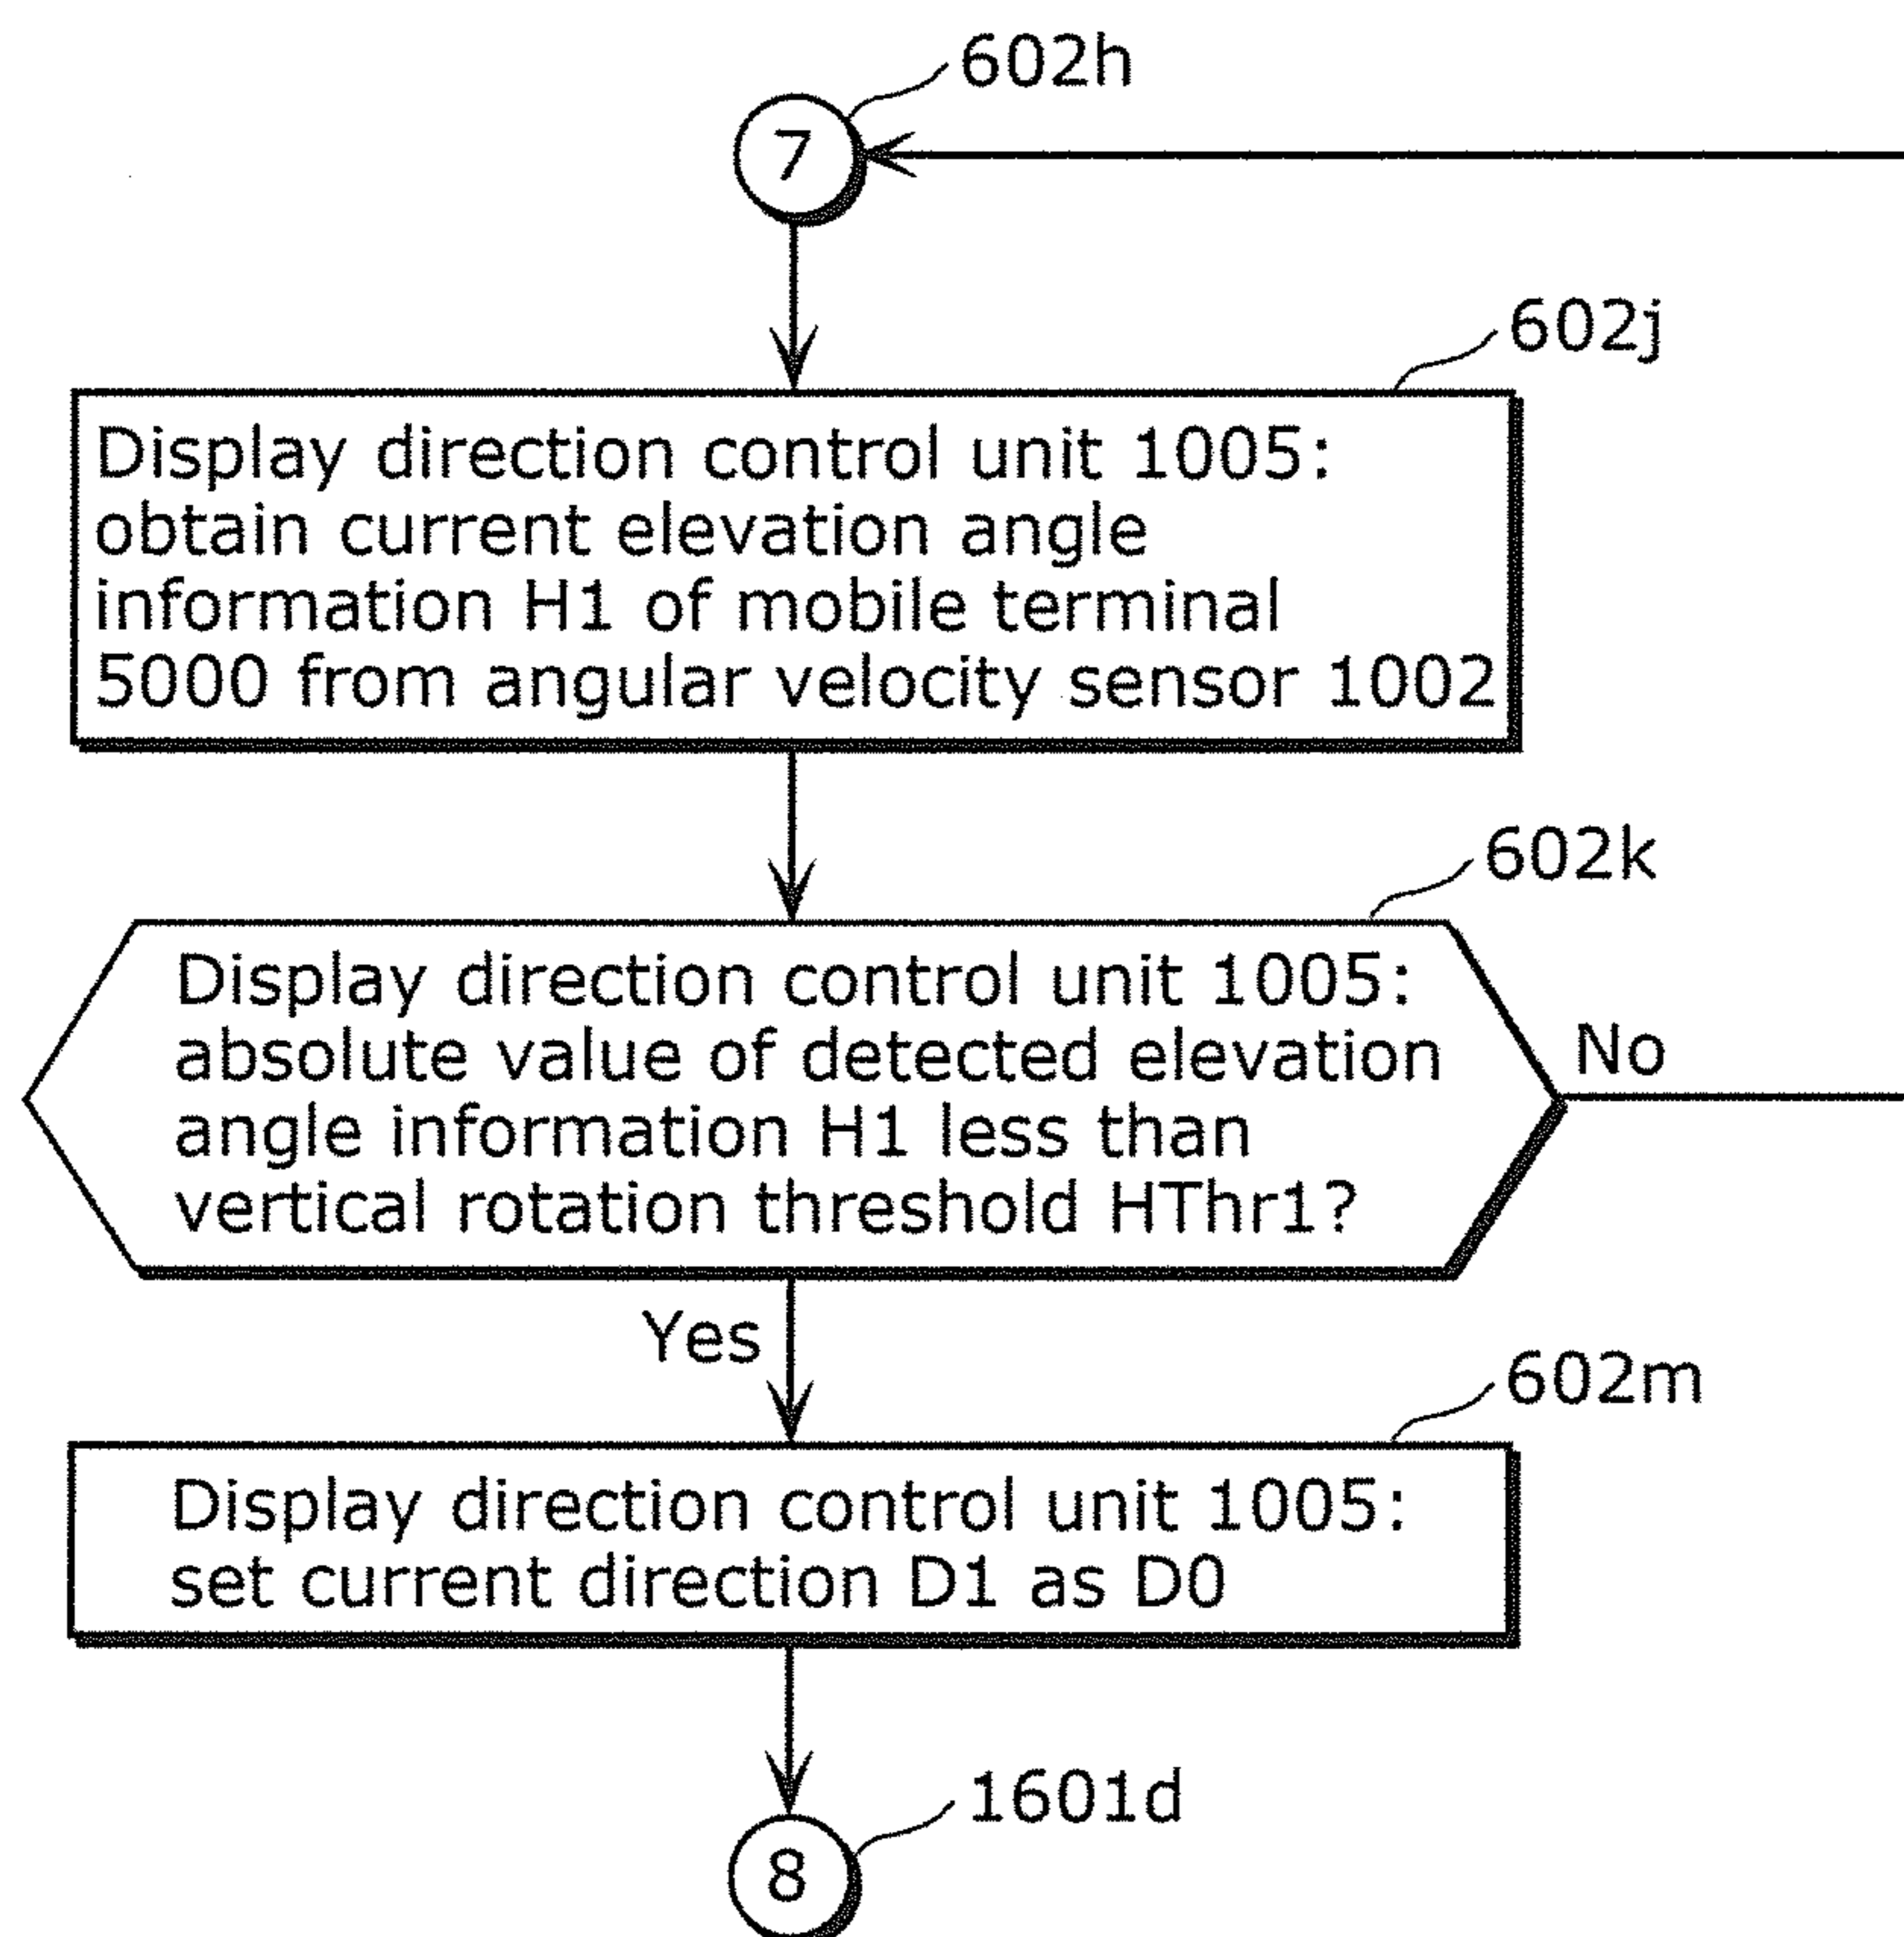 602h
7
602j
Display direction control unit 1005:
obtain current elevation angle
information H1 of mobile terminal
5000 from angular velocity sensor 1002
602k
Display direction control unit 1005:
absolute value of detected elevation
angle information H1 less than
vertical rotation threshold HThr1?
No
Yes
602m
Display direction control unit 1005:
set current direction D1 as D0
1601d
8